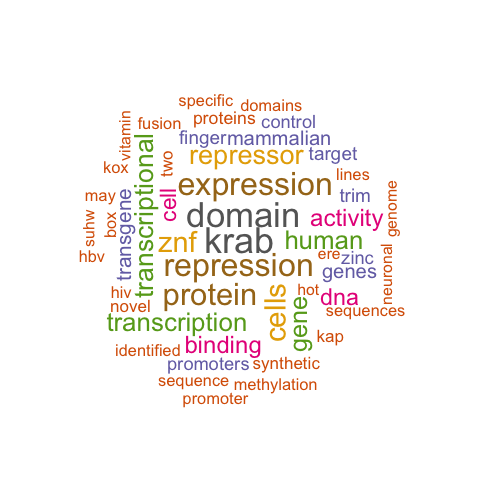 specific
domains
proteins
fusion
control
vitamin
fingermammalian
transcriptional
two
repressor
target
kox
lines
expression
cell
trim
may
transgene
domain
activity
genome
box
suhw
znf
krab
human
hbv
ere
zinc
repression
genes
neuronal
hiv
protein
cells
hot
dna
novel
gene
sequences
transcription
kap
identified
binding
promoters
synthetic
sequence
methylation
promoter